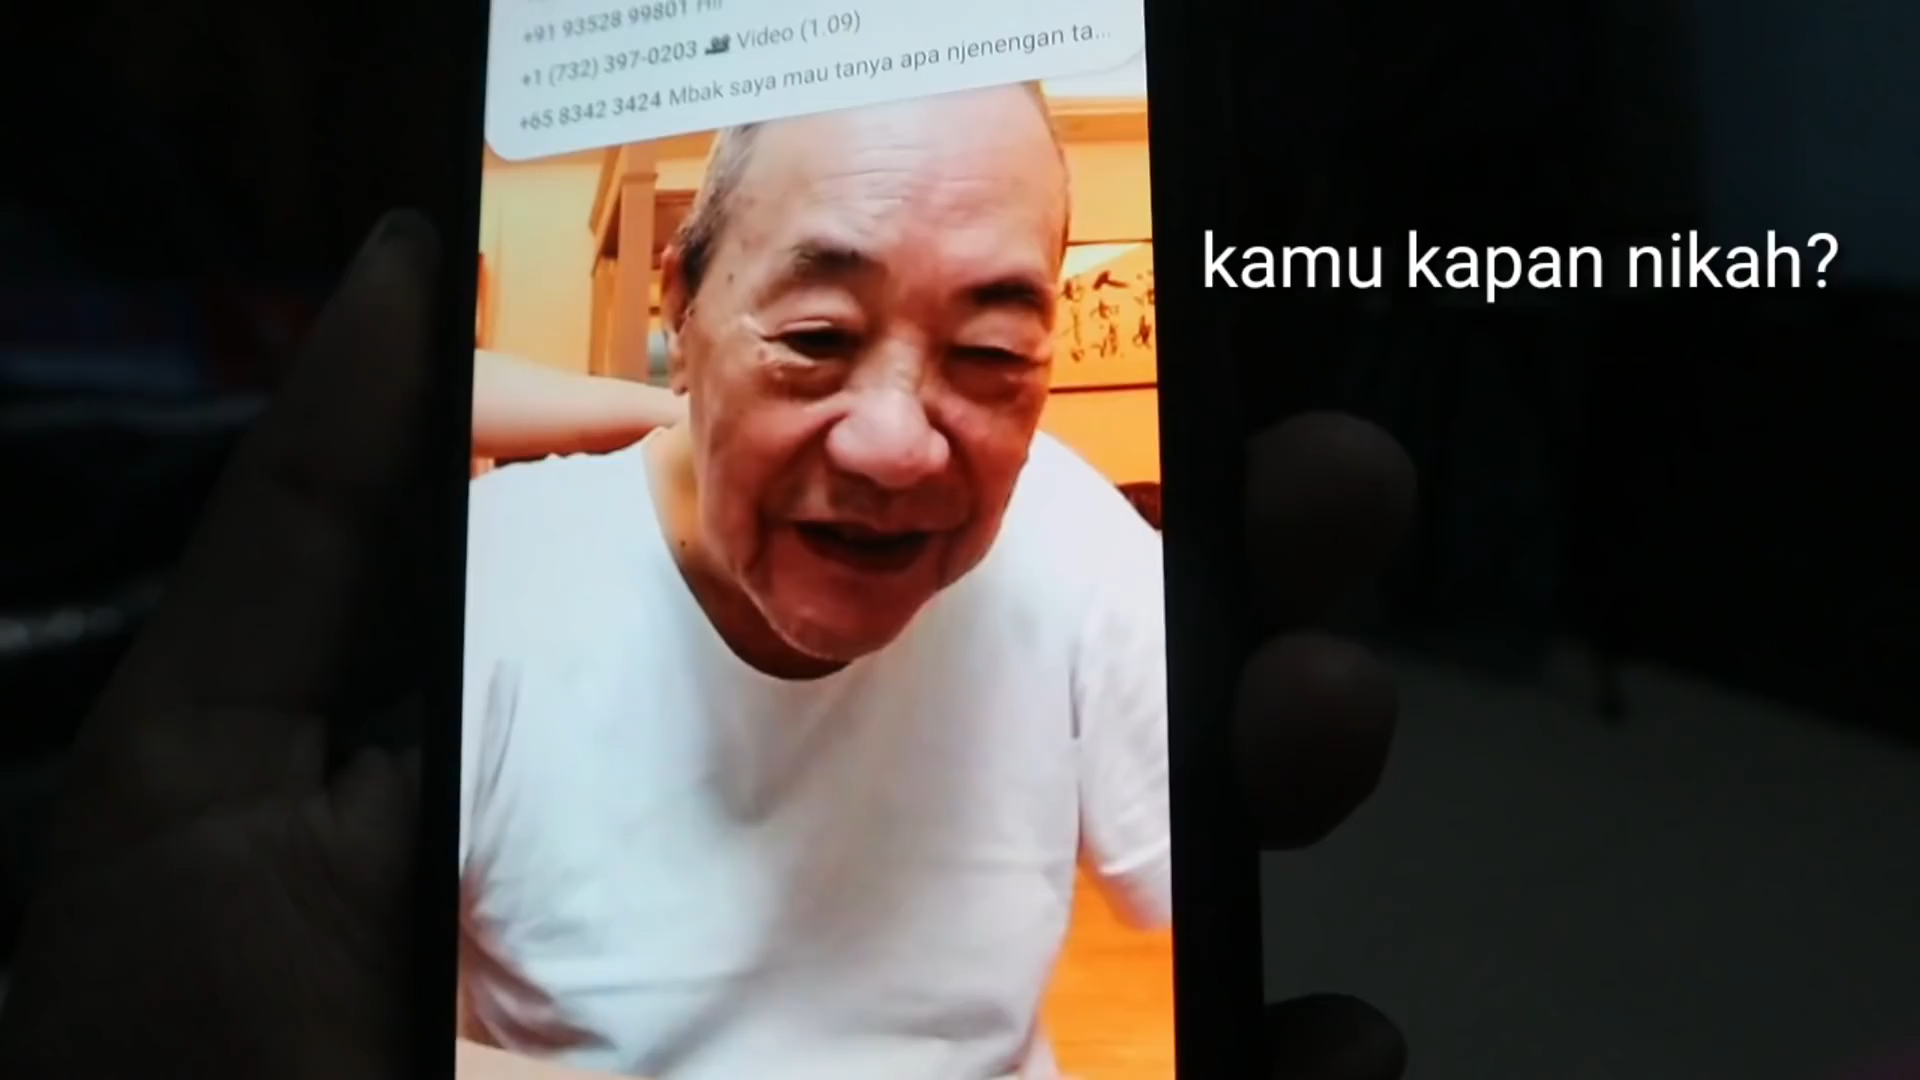 +91 93528 99801 Hi!
+1 (732) 397-0203 Video (1.09)
+65 8342 3424 Mbak saya mau tanya apa njenengan ta...
kamu kapan nikah?